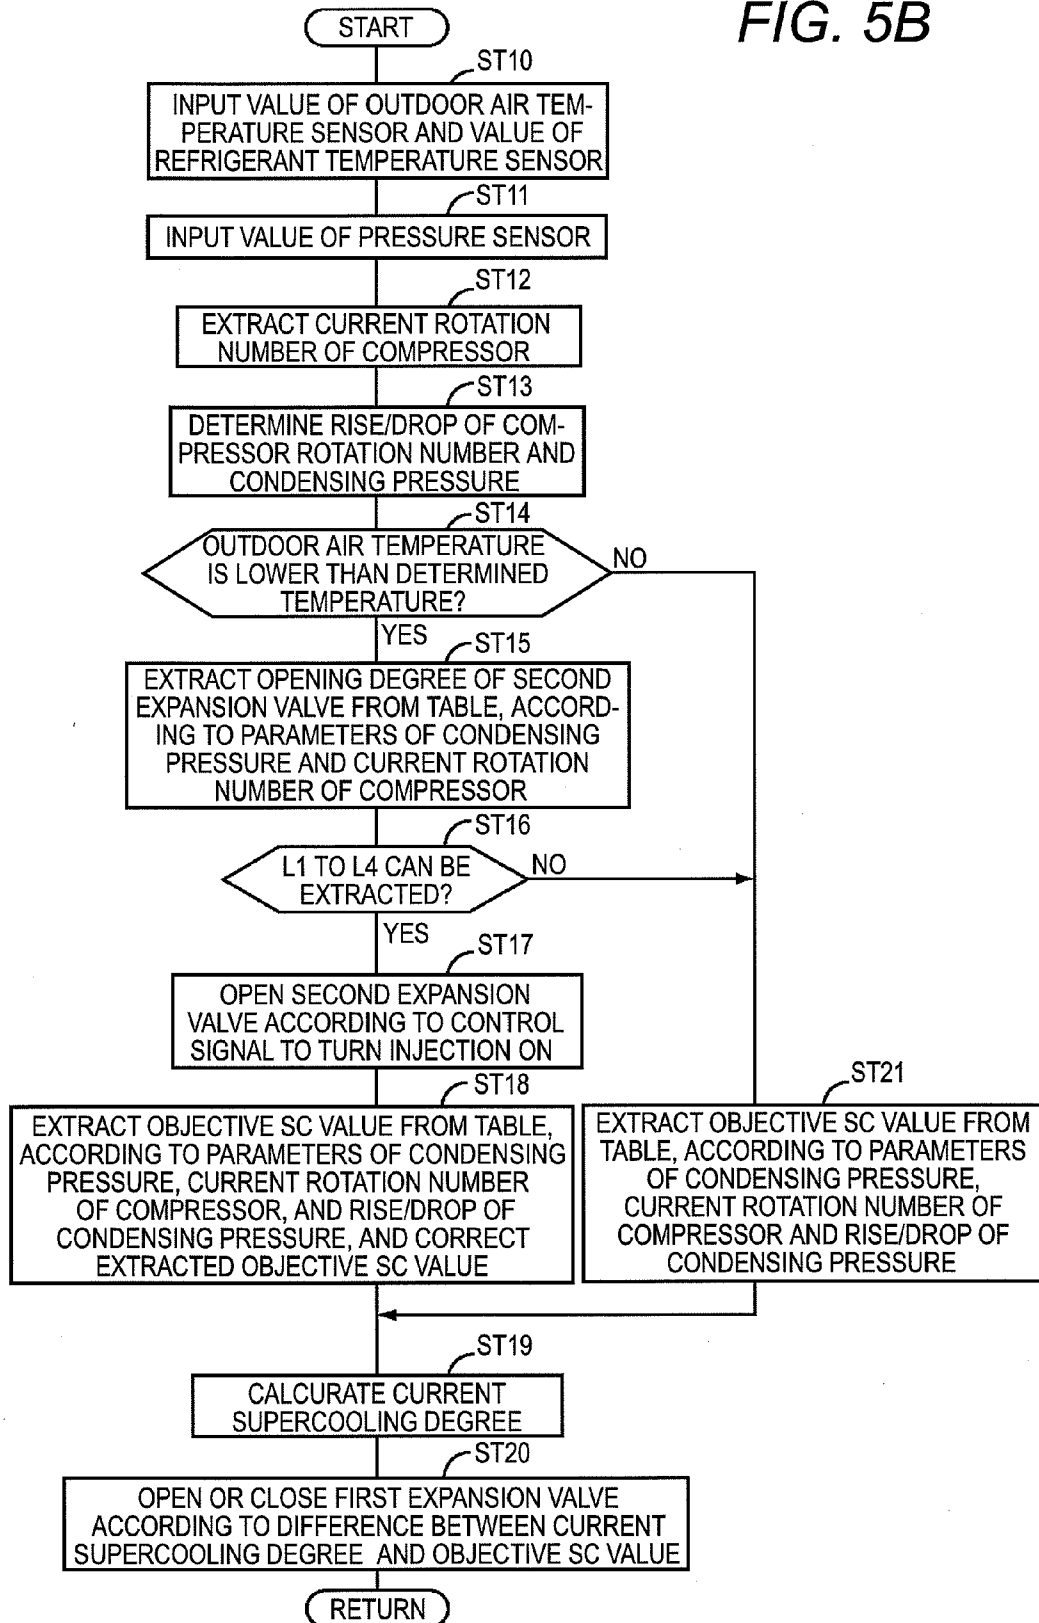 FIG. 5B
START
ST10
INPUT VALUE OF OUTDOOR AIR TEM-
PERATURE SENSOR AND VALUE OF
REFRIGERANT TEMPERATURE SENSOR
ST11
INPUT VALUE OF PRESSURE SENSOR
ST12
EXTRACT CURRENT ROTATION
NUMBER OF COMPRESSOR
ST13
DETERMINE RISE/DROP OF COM-
PRESSOR ROTATION NUMBER AND
CONDENSING PRESSURE
ST14
OUTDOOR AIR TEMPERATURE
IS LOWER THAN DETERMINED
TEMPERATURE?
NO
YES
ST15
EXTRACT OPENING DEGREE OF SECOND
EXPANSION VALVE FROM TABLE, ACCORD-
ING TO PARAMETERS OF CONDENSING
PRESSURE AND CURRENT ROTATION
NUMBER OF COMPRESSOR
ST16
L1 TO L4 CAN BE
EXTRACTED?
NO
YES
ST17
OPEN SECOND EXPANSION
VALVE ACCORDING TO CONTROL
SIGNAL TO TURN INJECTION ON
ST18
EXTRACT OBJECTIVE SC VALUE FROM TABLE,
ACCORDING TO PARAMETERS OF CONDENSING
PRESSURE, CURRENT ROTATION NUMBER
OF COMPRESSOR, AND RISE/DROP OF
CONDENSING PRESSURE, AND CORRECT
EXTRACTED OBJECTIVE SC VALUE
ST21
EXTRACT OBJECTIVE SC VALUE FROM
TABLE, ACCORDING TO PARAMETERS
OF CONDENSING PRESSURE,
CURRENT ROTATION NUMBER OF
COMPRESSOR AND RISE/DROP OF
CONDENSING PRESSURE
ST19
CALCURATE CURRENT
SUPERCOOLING DEGREE
ST20
OPEN OR CLOSE FIRST EXPANSION VALVE
ACCORDING TO DIFFERENCE BETWEEN CURRENT
SUPERCOOLING DEGREE AND OBJECTIVE SC VALUE
RETURN